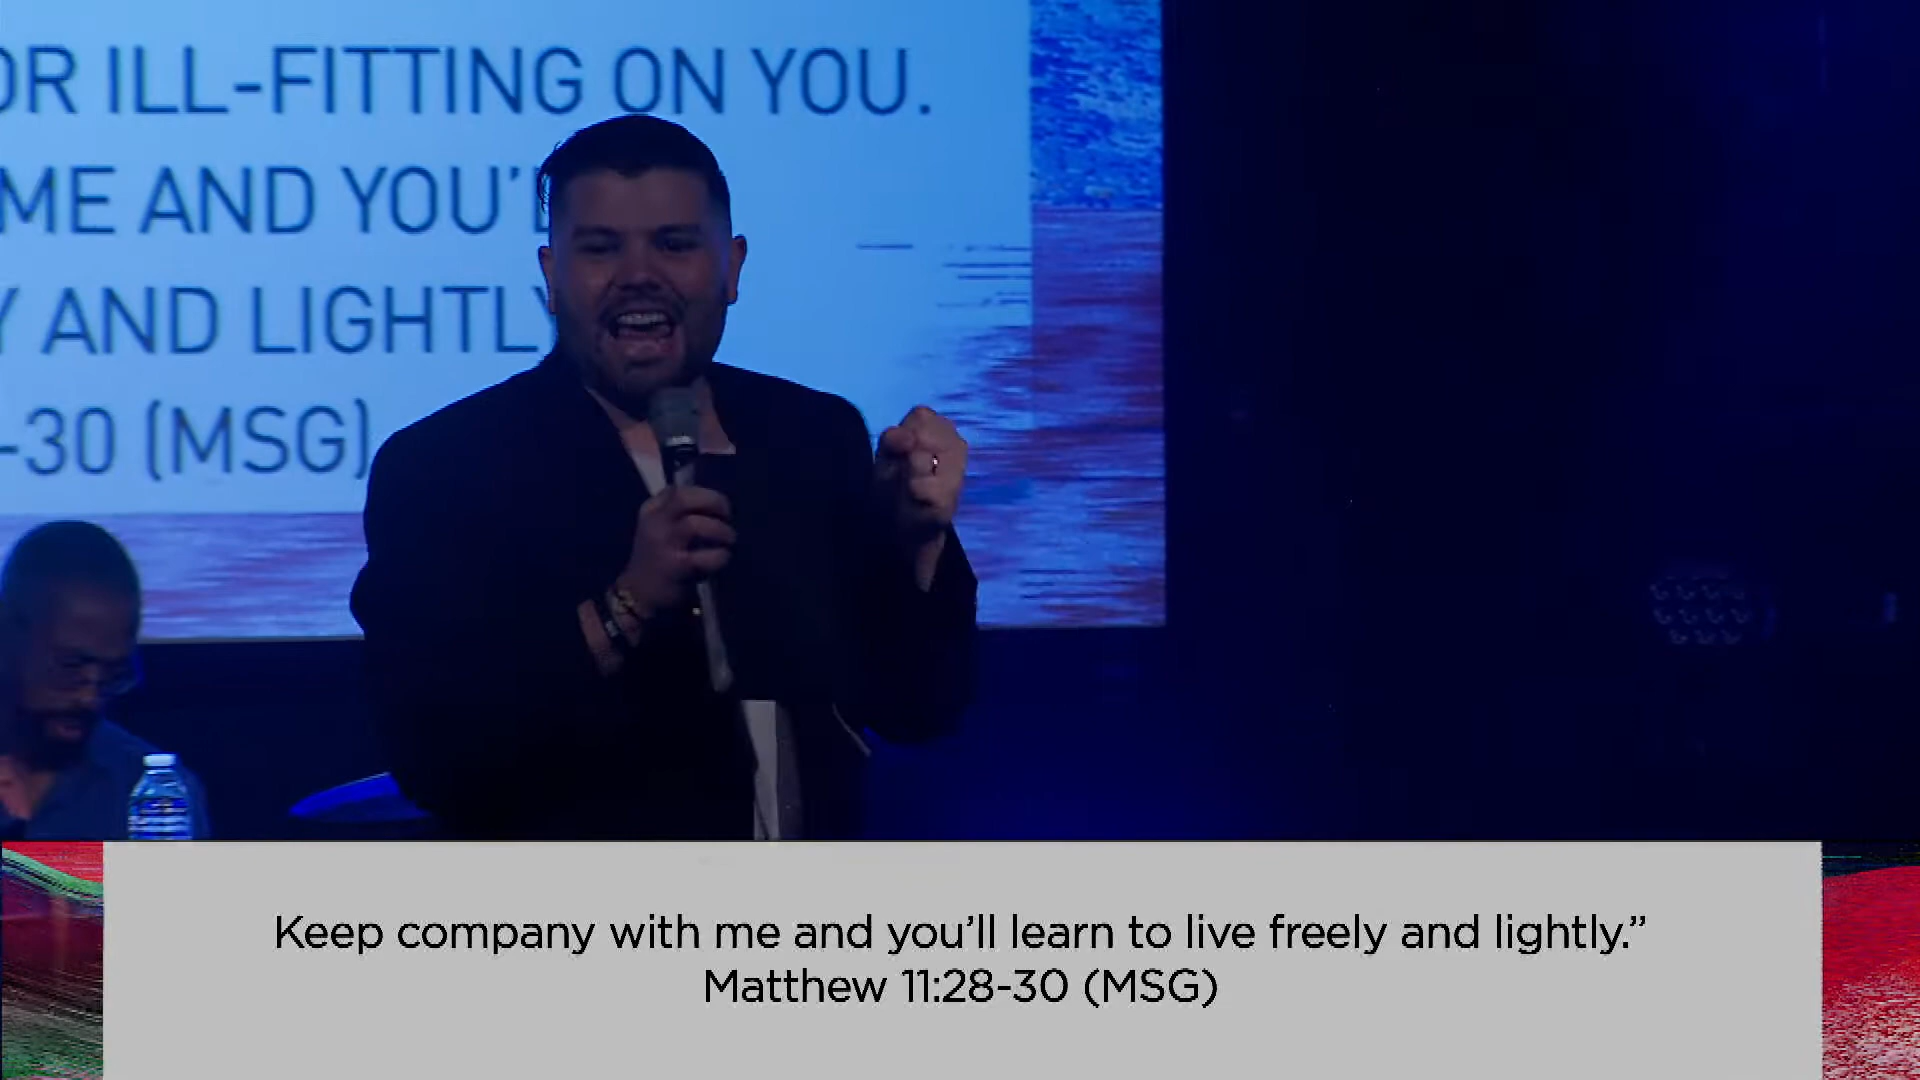 OR ILL-FITTING ON YOU.
ME AND YOU'L
Y AND LIGHTLY
-30 (MSG)
Keep company with me and you’ll learn to live freely and lightly.”
Matthew 11:28-30 (MSG)